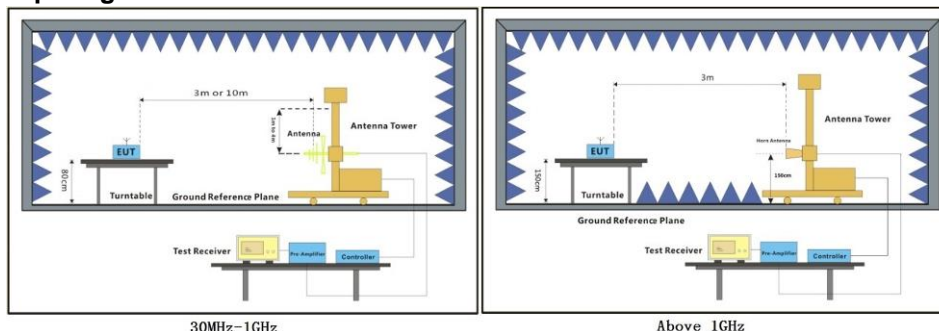 3m or 10m
1m to 4m
Antenna
Antenna Tower
EUT
80cm
Turntable
Ground Reference Plane
Test Receiver
Pre-Amplifier
Controller
30MHz-1GHz
3m
Antenna Tower
Horn Antenna
EUT
150cm
150cm
Turntable
Ground Reference Plane
Test Receiver
Pre-Amplifier
Controller
Above 1GHz